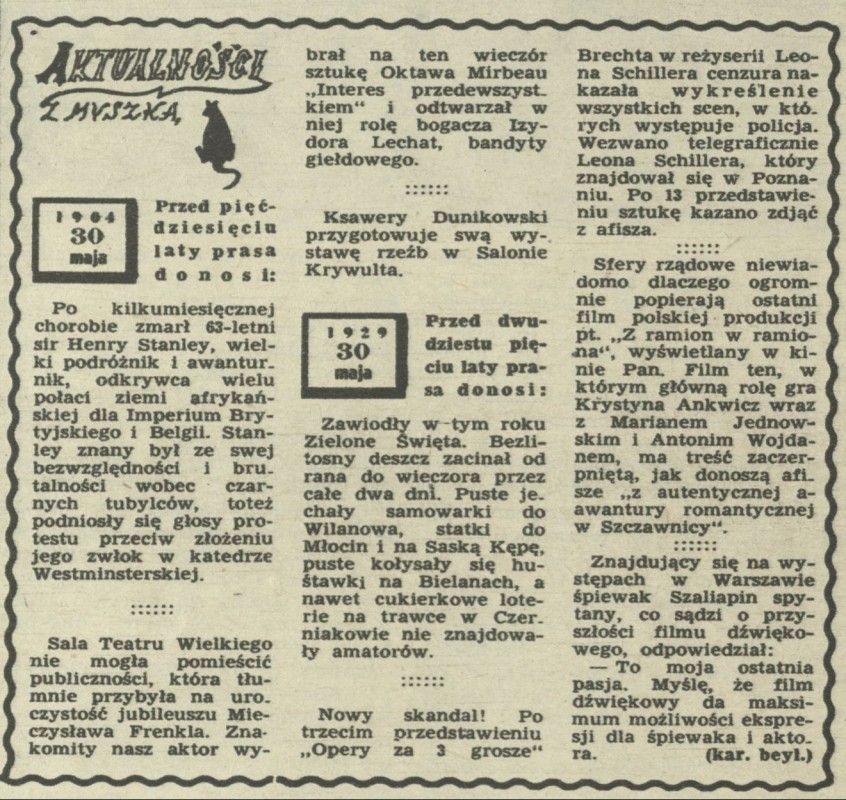 AKTUALNOŚCI
Z MYSZKĄ
1904
30
maja
Przed pięć-
dziesięciu
laty prasa
donosi:
Po kilkumiesięcznej
chorobie zmarł 63-letni
sir Henry Stanley, wiel-
ki podróżnik i awantur-
nik, odkrywca wielu
połaci ziemi afrykań-
skiej dla Imperium Bry-
tyjskiego i Belgii. Stan-
ley znany był ze swej
bezwzględności i bru-
talności wobec czar-
nych tubylców, toteż
podniosły się głosy pro-
testu przeciw złożeniu
jego zwłok w katedrze
Westminsterskiej.
::::::
Sala Teatru Wielkiego
nie mogła pomieścić
publiczności, która tłu-
mnie przybyła na uro-
czystość jubileuszu Mie-
czysława Frenkla. Zna-
komity nasz aktor wy-
brał na ten wieczór
sztukę Oktawa Mirbeau
„Interes przedewszyst-
kiem“ i odtwarzał w
niej rolę bogacza Izy-
dora Lechat, bandyty
giełdowego.
::::::
Ksawery Dunikowski
przygotowuje swą wy-
stawę rzeźb w Salonie
Krywulta.
1929
30
maja
Przed dwu-
dziestu pię-
ciu laty pra-
sa donosi:
Zawiodły w tym roku
Zielone Święta. Bezli-
tosny deszcz zacinał od
rana do wieczora przez
całe dwa dni. Puste je-
chały samowarki do
Wilanowa, statki do
Młocin i na Saską Kępę,
puste kołysały się hu-
śtawki na Bielanach, a
nawet cukierkowe lote-
rie na trawce w Czer-
niakowie nie znajdowa-
ły amatorów.
::::::
Nowy skandal! Po
trzecim przedstawieniu
„Opery za 3 grosze“
Brechta w reżyserii Leo-
na Schillera cenzura na-
kazała wykreślenie
wszystkich scen, w któ-
rych występuje policja.
Wezwano telegraficznie
Leona Schillera, który
znajdował się w Pozna-
niu. Po 13 przedstawie-
niu sztukę kazano zdjąć
z afisza.
::::::
Sfery rządowe niewia-
domo dlaczego ogrom-
nie popierają ostatni
film polskiej produkcji
pt. „Z ramion w ramio-
na“, wyświetlany w ki-
nie Pan. Film ten, w
którym główną rolę gra
Krystyna Ankwicz wraz
z Marianem Jednow-
skim i Antonim Wojda-
nem, ma treść zaczer-
pniętą, jak donoszą afi-
sze „z autentycznej a-
awantury romantycznej
w Szczawnicy“.
::::::
Znajdujący się na wy-
stępach w Warszawie
śpiewak Szaliapin spy-
tany, co sądzi o przy-
szłości filmu dźwięko-
wego, odpowiedział:
— To moja ostatnia
pasja. Myślę, że film
dźwiękowy da maksi-
mum możliwości ekspre-
sji dla śpiewaka i akto-
ra. (kar. beyl.)